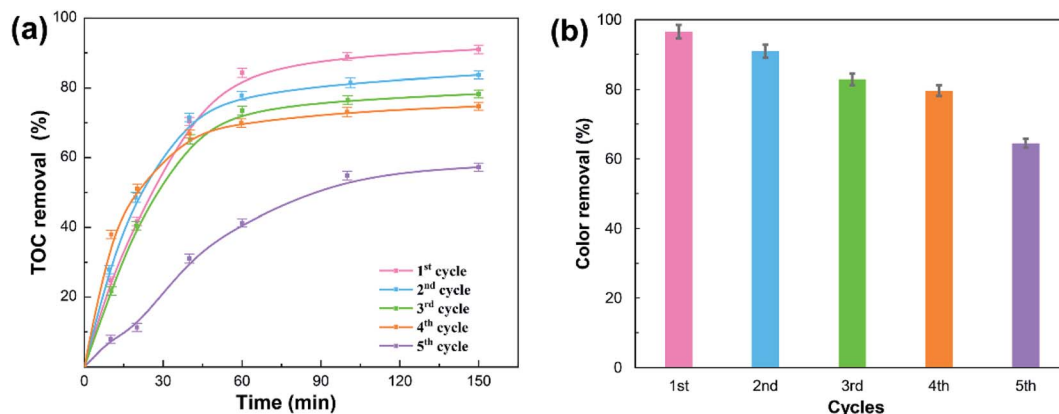 (a)
100
80
60
40
20
TOC removal (%)
1st cycle
2nd cycle
3rd cycle
4th cycle
5th cycle
0 30 60 90 120 150
Time (min)
(b)
100
80
60
40
20
0
Color removal (%)
1st 2nd 3rd 4th 5th
Cycles